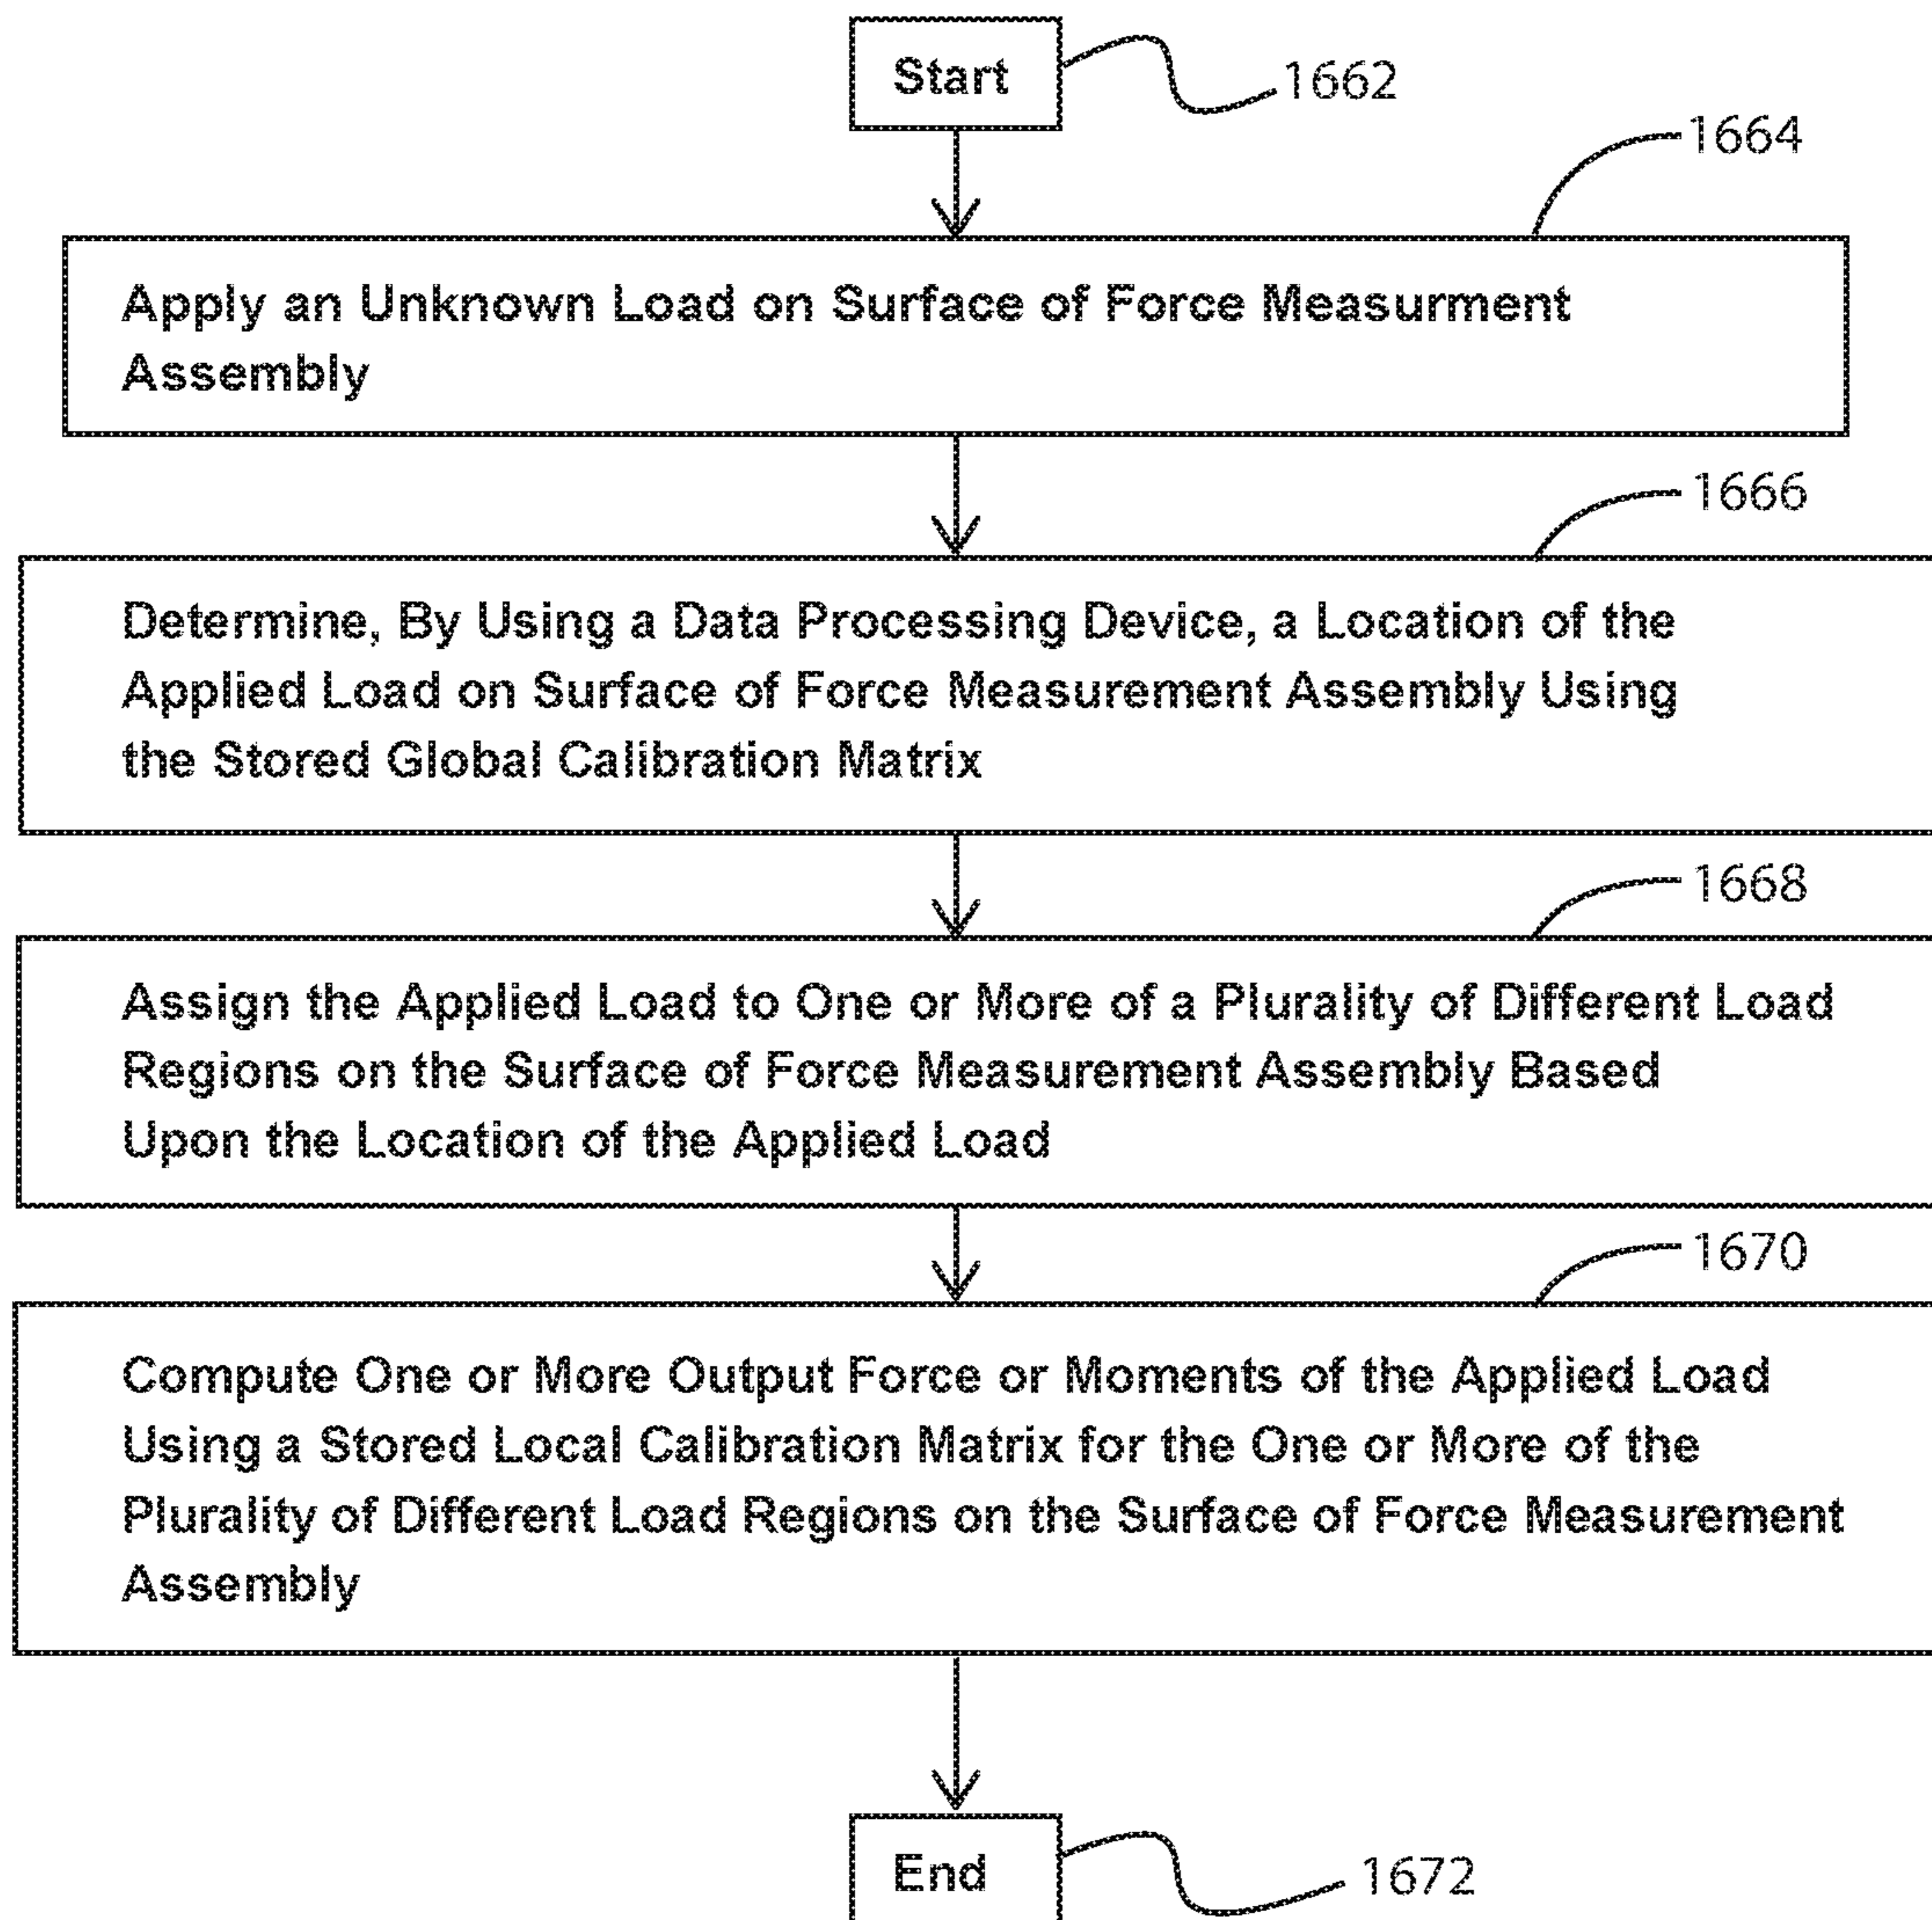 Start
1662
1664
Apply an Unknown Load on Surface of Force Measurment
Assembly
1666
Determine, By Using a Data Processing Device, a Location of the
Applied Load on Surface of Force Measurement Assembly Using
the Stored Global Calibration Matrix
1668
Assign the Applied Load to One or More of a Plurality of Different Load
Regions on the Surface of Force Measurement Assembly Based
Upon the Location of the Applied Load
1670
Compute One or More Output Force or Moments of the Applied Load
Using a Stored Local Calibration Matrix for the One or More of the
Plurality of Different Load Regions on the Surface of Force Measurement
Assembly
End
1672